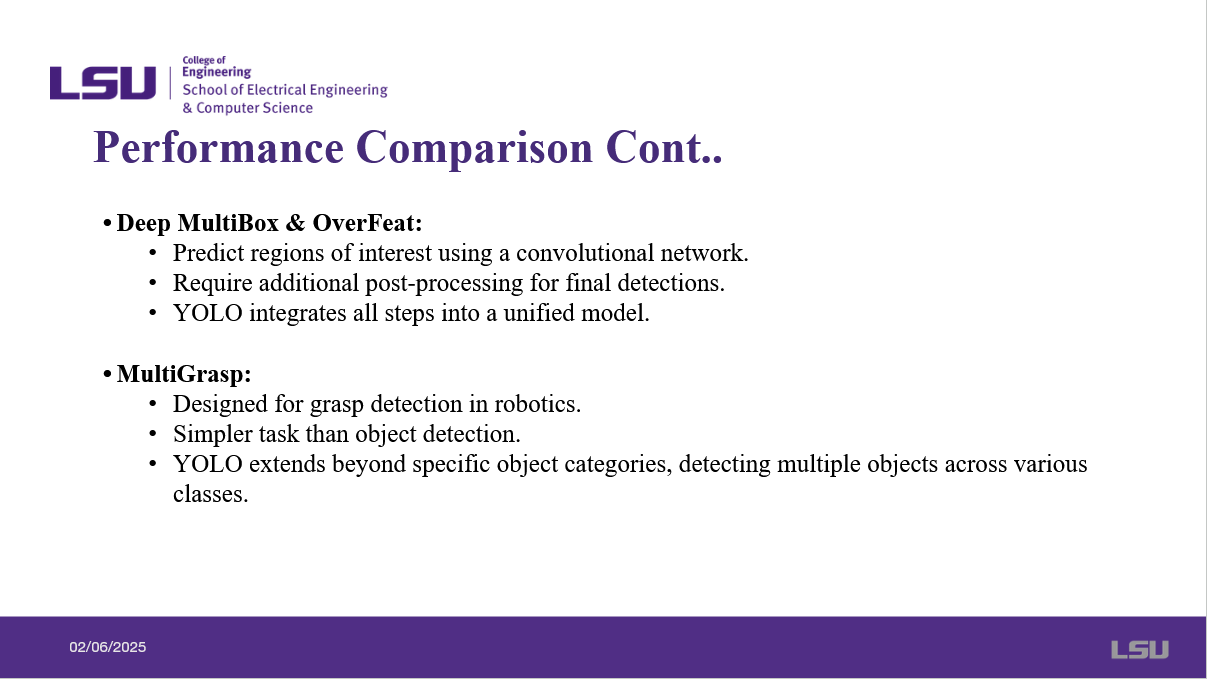 LSU
College of
Engineering
School of Electrical Engineering
& Computer Science
Performance Comparison Cont..
• Deep MultiBox & OverFeat:
• Predict regions of interest using a convolutional network.
• Require additional post-processing for final detections.
• YOLO integrates all steps into a unified model.
• MultiGrasp:
• Designed for grasp detection in robotics.
• Simpler task than object detection.
• YOLO extends beyond specific object categories, detecting multiple objects across various
classes.
02/06/2025
LSU